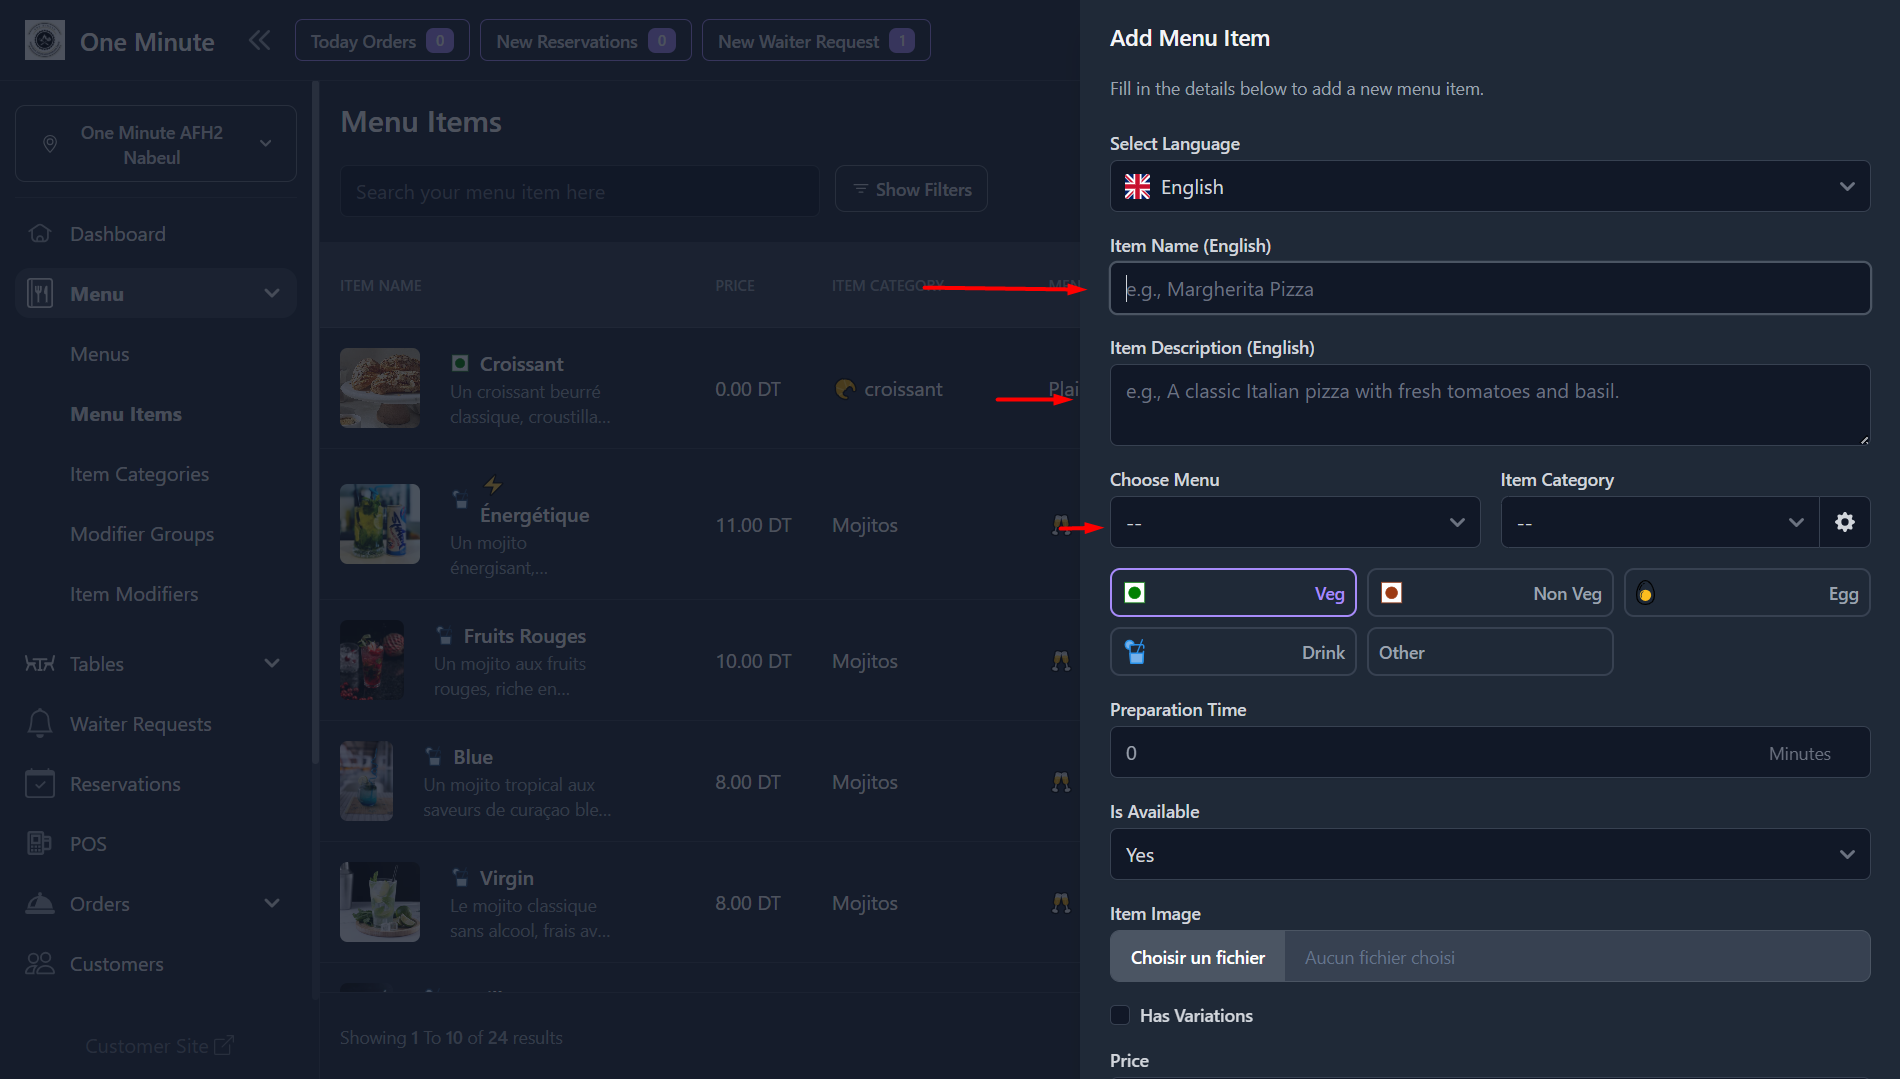 One Minute
Today Orders 0
New Reservations 0
New Waiter Request 1
One Minute AFH2
Nabeul
Dashboard
Menu
Menus
Menu Items
Item Categories
Modifier Groups
Item Modifiers
Tables
Waiter Requests
Reservations
POS
Orders
Customers
Customer Site
Menu Items
Search your menu item here
Show Filters
ITEM NAME PRICE ITEM CATEGORY MEN
Croissant
Un croissant beurré
classique, croustilla...
0.00 DT
croissant
Plai
Énergétique
Un mojito
énergisant,...
11.00 DT
Mojitos
Fruits Rouges
Un mojito aux fruits
rouges, riche en...
10.00 DT
Mojitos
Blue
Un mojito tropical aux
saveurs de curaçao ble...
8.00 DT
Mojitos
Virgin
Le mojito classique
sans alcool, frais av...
8.00 DT
Mojitos
Showing 1 To 10 of 24 results
Add Menu Item
Fill in the details below to add a new menu item.
Select Language
English
Item Name (English)
e.g., Margherita Pizza
Item Description (English)
e.g., A classic Italian pizza with fresh tomatoes and basil.
Choose Menu
--
Item Category
--
Veg
Non Veg
Egg
Drink
Other
Preparation Time
0 Minutes
Is Available
Yes
Item Image
Choisir un fichier Aucun fichier choisi
Has Variations
Price